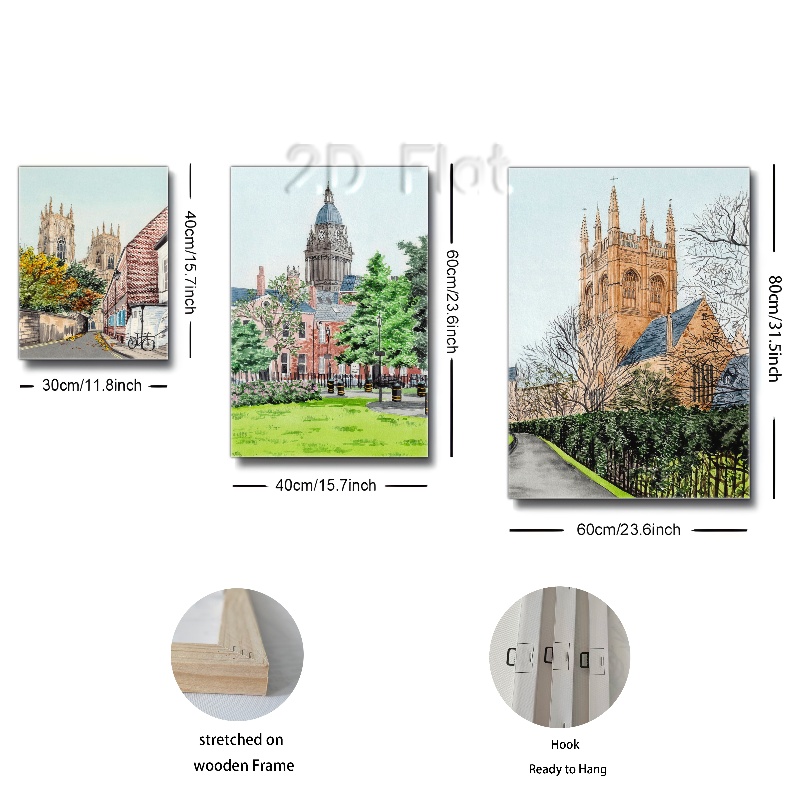 2D Flat
40cm/15.7inch
30cm/11.8inch
60cm/23.6inch
40cm/15.7inch
80cm/31.5inch
60cm/23.6inch
stretched on
wooden Frame
Hook
Ready to Hang